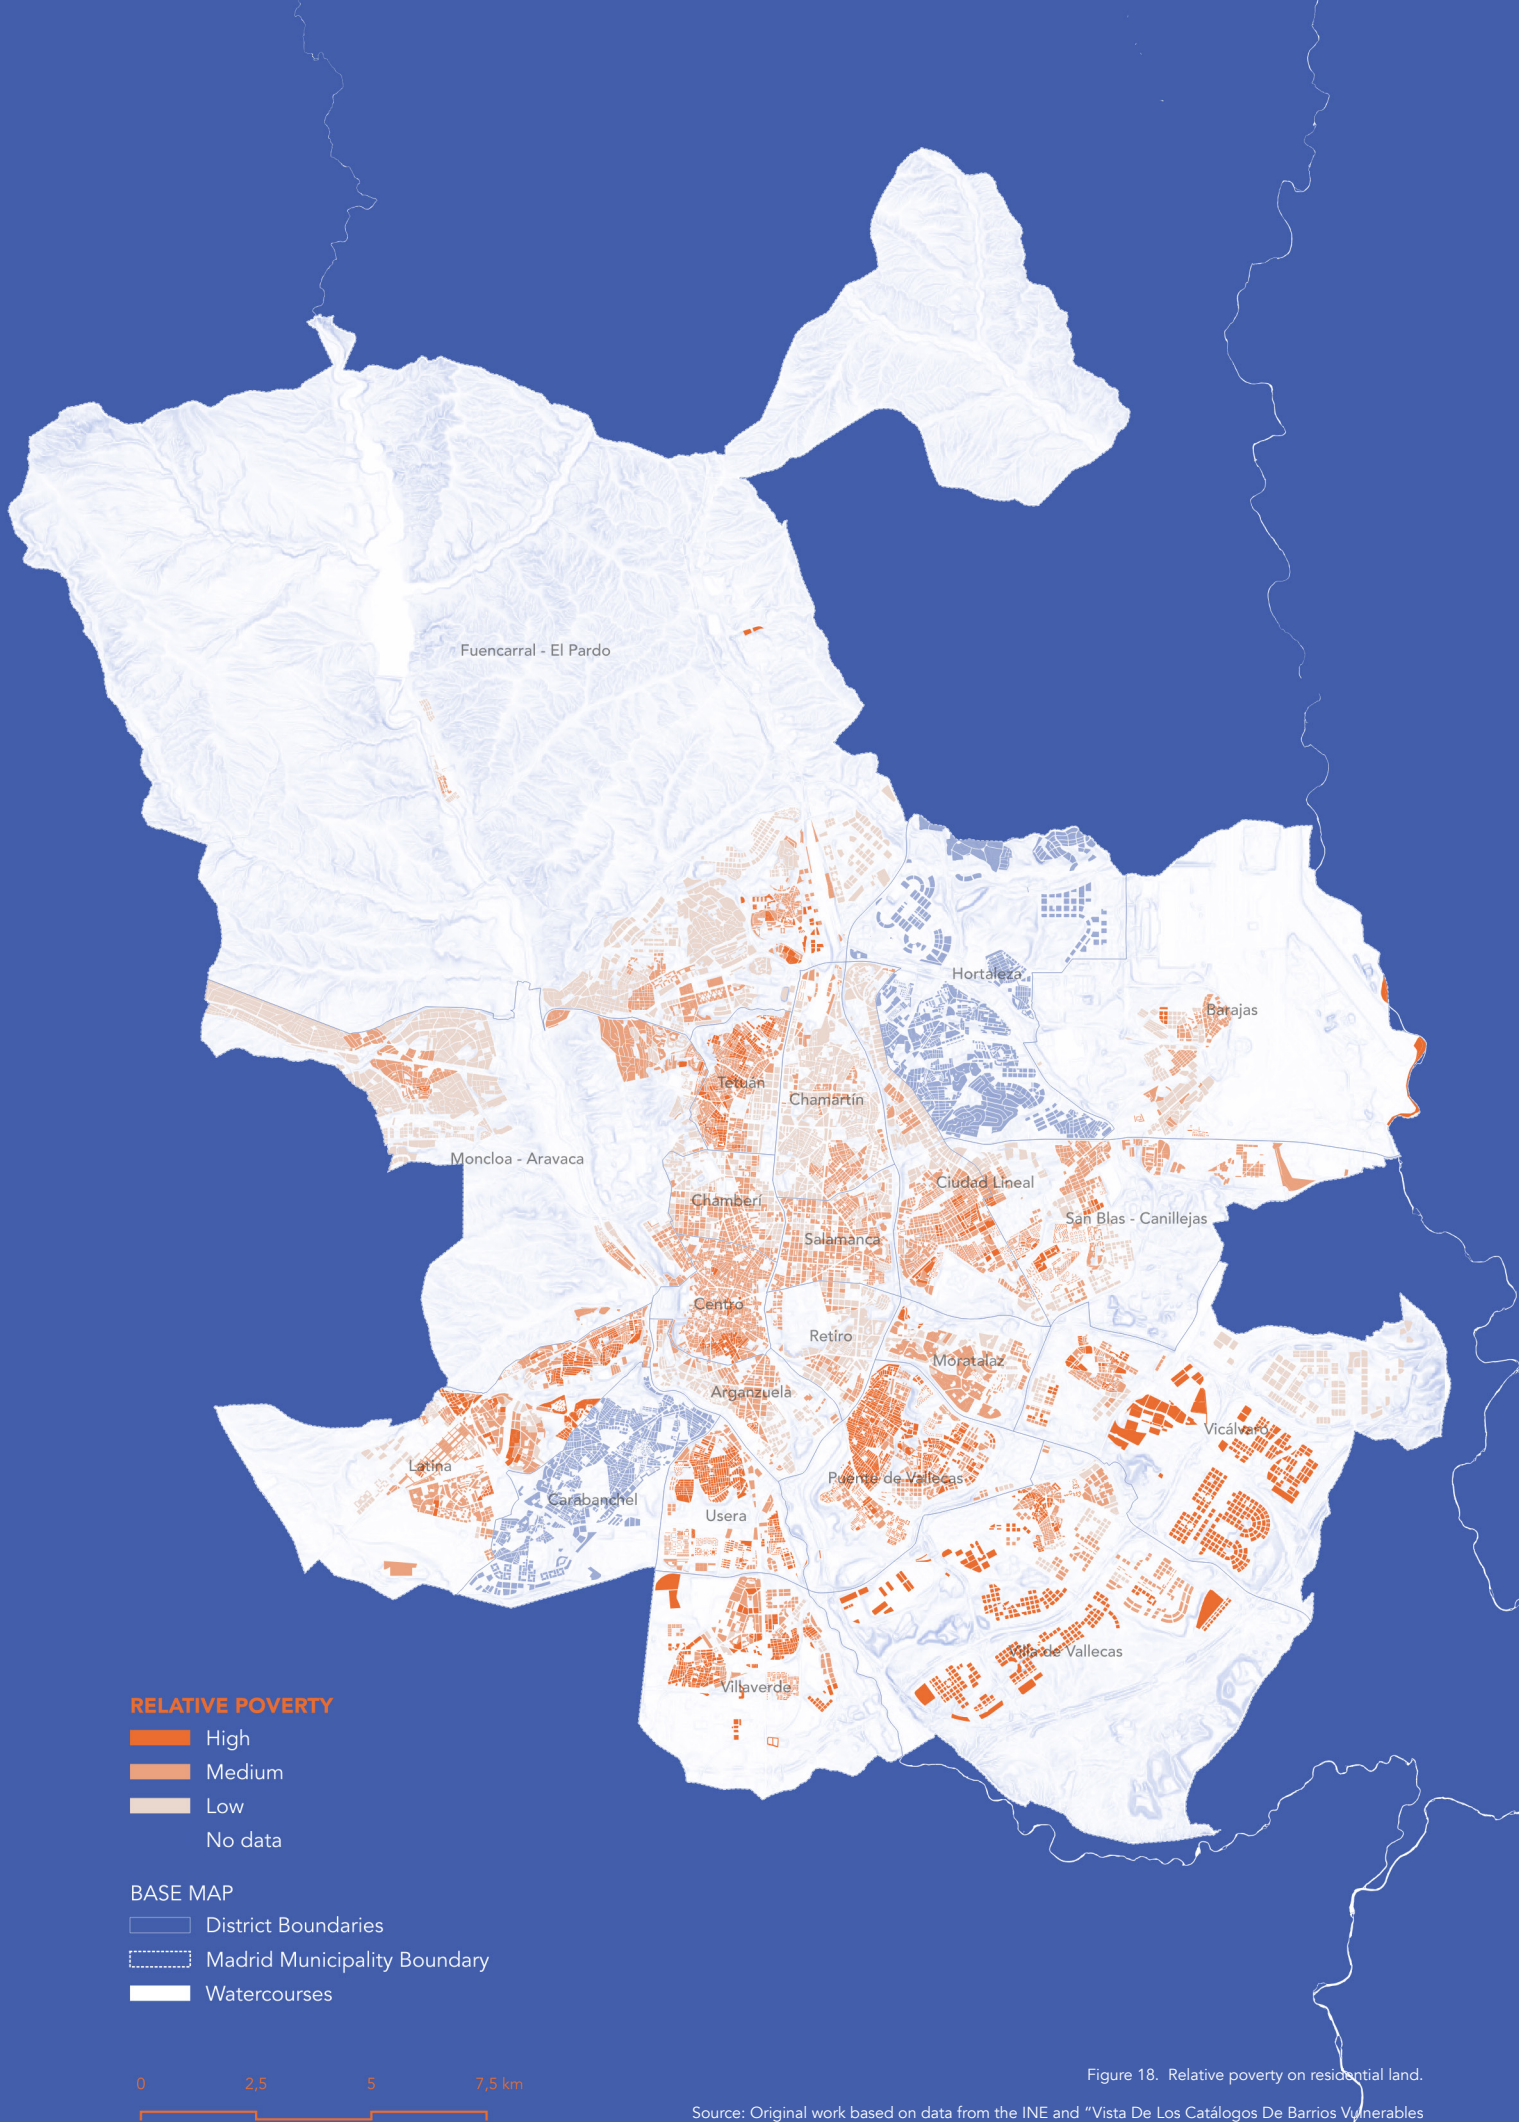 Fuencarral - El Pardo
Hortaleza
Barajas
Tetuán
Chamartín
Moncloa - Aravaca
Ciudad Lineal
Chamberí
San Blas - Canillejas
Salamanca
Centro
Retiro
Moratalaz
Arganzuela
Vicálvaro
Latina
Puente de Vallecas
Carabanchel
Usera
Villa de Vallecas
Villaverde
RELATIVE POVERTY
High
Medium
Low
No data
BASE MAP
District Boundaries
Madrid Municipality Boundary
Watercourses
0 2,5 5 7,5 km
Figure 18. Relative poverty on residential land.
Source: Original work based on data from the INE and “Vista De Los Catálogos De Barrios Vulnerables